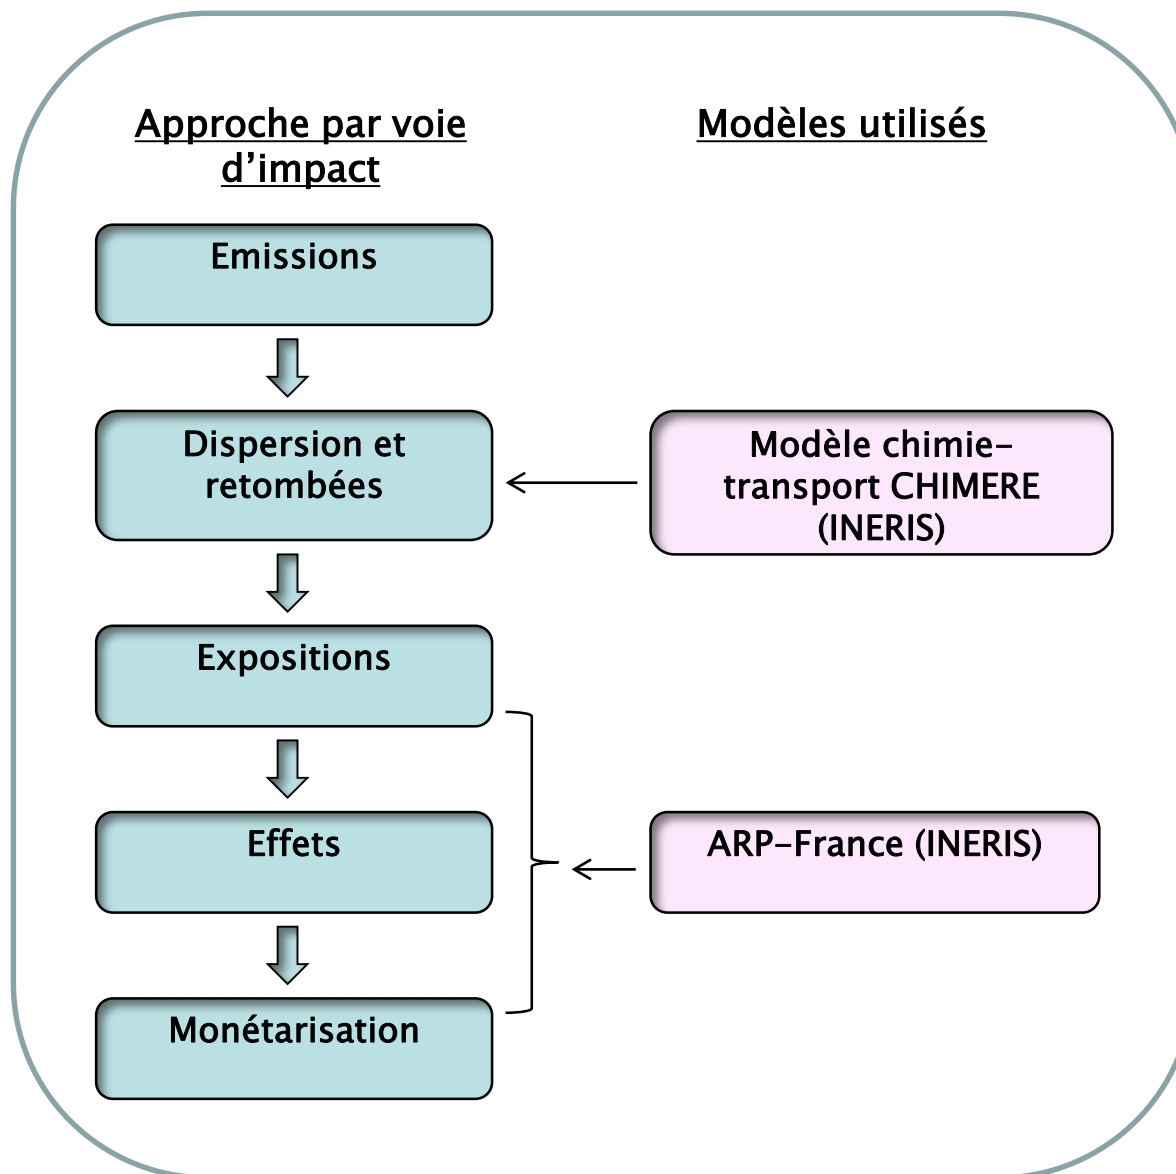 Approche par voie
d’impact
Modèles utilisés
Emissions
Dispersion et
retombées
Modèle chimie–
transport CHIMERE
(INERIS)
Expositions
Effets
ARP–France (INERIS)
Monétarisation